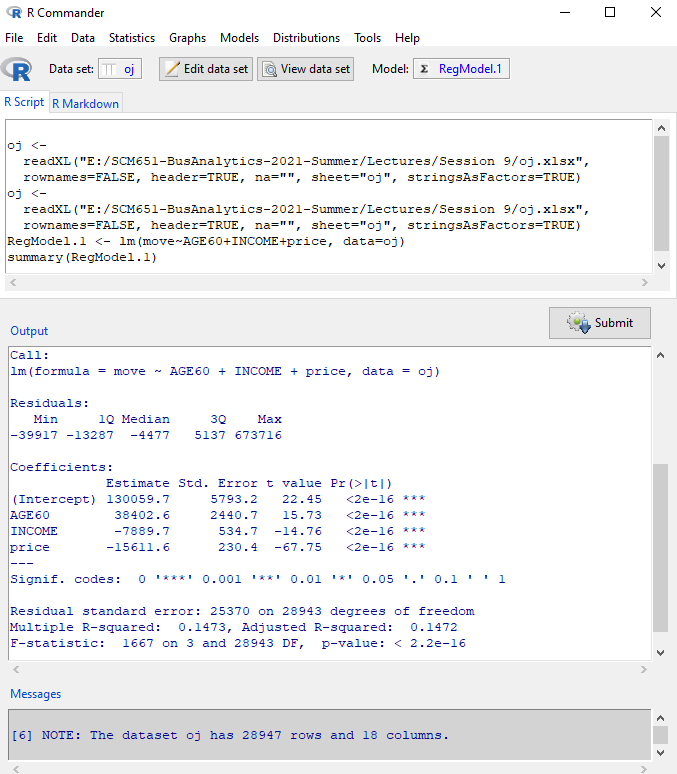 R Commander
File Edit Data Statistics Graphs Models Distributions Tools Help
R Data set: oj Edit data set View data set Model: Σ RegModel.1
R Script R Markdown
oj <-
  readXL("E:/SCM651-BusAnalytics-2021-Summer/Lectures/Session 9/oj.xlsx",
  rownames=FALSE, header=TRUE, na="", sheet="oj", stringsAsFactors=TRUE)
oj <-
  readXL("E:/SCM651-BusAnalytics-2021-Summer/Lectures/Session 9/oj.xlsx",
  rownames=FALSE, header=TRUE, na="", sheet="oj", stringsAsFactors=TRUE)
RegModel.1 <- lm(move~AGE60+INCOME+price, data=oj)
summary(RegModel.1)
Submit
Output
Call:
lm(formula = move ~ AGE60 + INCOME + price, data = oj)
Residuals:
   Min     1Q Median     3Q    Max
-39917 -13287  -4477   5137 673716
Coefficients:
            Estimate Std. Error t value Pr(>|t|)
(Intercept) 130059.7     5793.2   22.45   <2e-16 ***
AGE60        38402.6     2440.7   15.73   <2e-16 ***
INCOME       -7889.7      534.7  -14.76   <2e-16 ***
price       -15611.6      230.4  -67.75   <2e-16 ***
---
Signif. codes:  0 '***' 0.001 '**' 0.01 '*' 0.05 '.' 0.1 ' ' 1
Residual standard error: 25370 on 28943 degrees of freedom
Multiple R-squared:  0.1473, Adjusted R-squared:  0.1472
F-statistic:  1667 on 3 and 28943 DF,  p-value: < 2.2e-16
Messages
[6] NOTE: The dataset oj has 28947 rows and 18 columns.